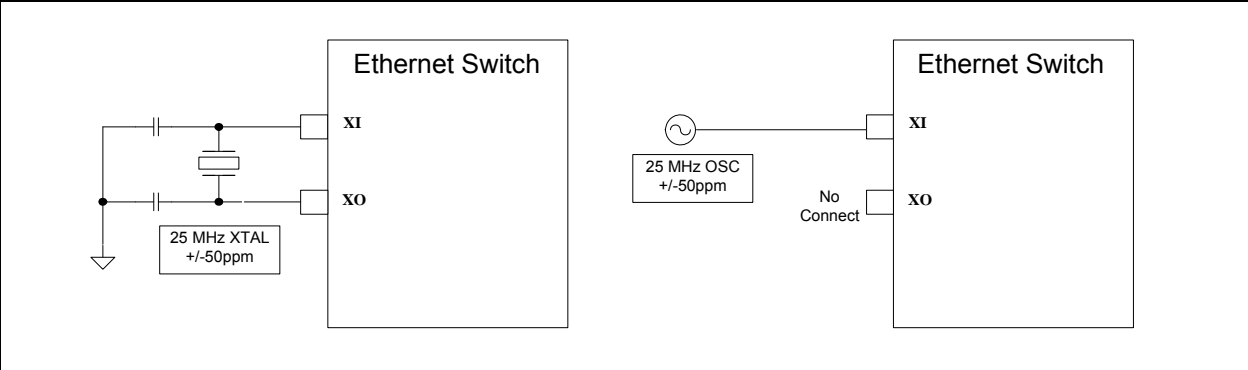 Ethernet Switch
XI
XO
25 MHz XTAL
+/-50ppm
Ethernet Switch
XI
25 MHz OSC
+/-50ppm
No
Connect
XO